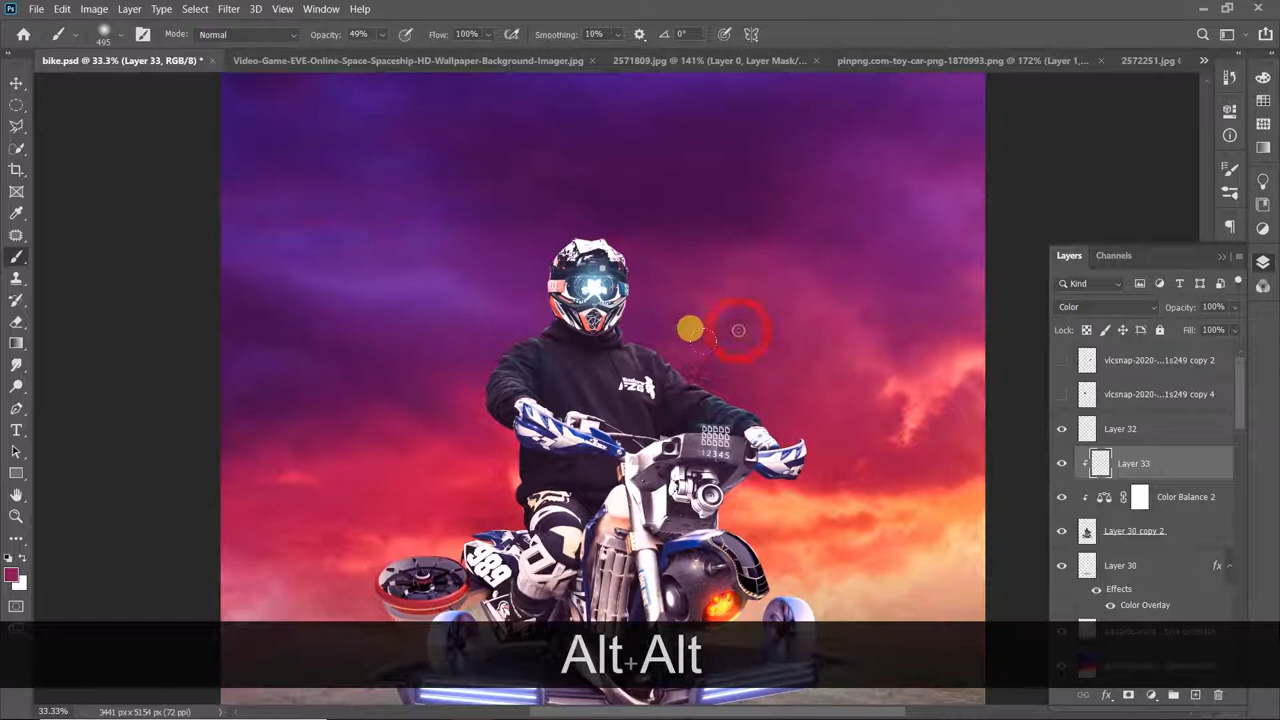 Ps File Edit Image Layer Type Select Filter 3D View Window Help
495 Mode: Normal Opacity: 49% Flow: 100% Smoothing: 10% 0°
bike.psd @ 33.3% (Layer 33, RGB/8) * Video-Game-EVE-Online-Space-Spaceship-HD-Wallpaper-Background-Imager.jpg 2571809.jpg @ 141% (Layer 0, Layer Mask/... pinpng.com-toy-car-png-1870993.png @ 172% (Layer 1,... 2572251.jpg
Layers Channels
Kind
Color Opacity: 100%
Lock: Fill: 100%
vlcsnap-2020-...1s249 copy 2
vlcsnap-2020-...1s249 copy 4
Layer 32
Layer 33
Color Balance 2
Layer 30 copy 2
Layer 30 fx
Effects
Color Overlay
12345
989
Alt+Alt
33.33% 3441 px x 5154 px (72 ppi)